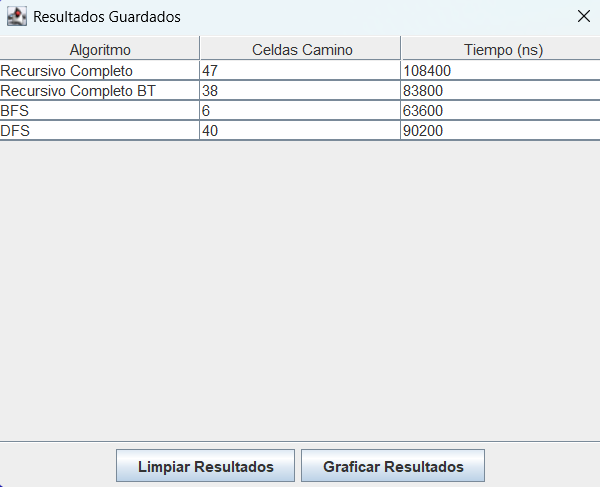 Resultados Guardados
Algoritmo Celdas Camino Tiempo (ns)
Recursivo Completo 47 108400
Recursivo Completo BT 38 83800
BFS 6 63600
DFS 40 90200
Limpiar Resultados Graficar Resultados